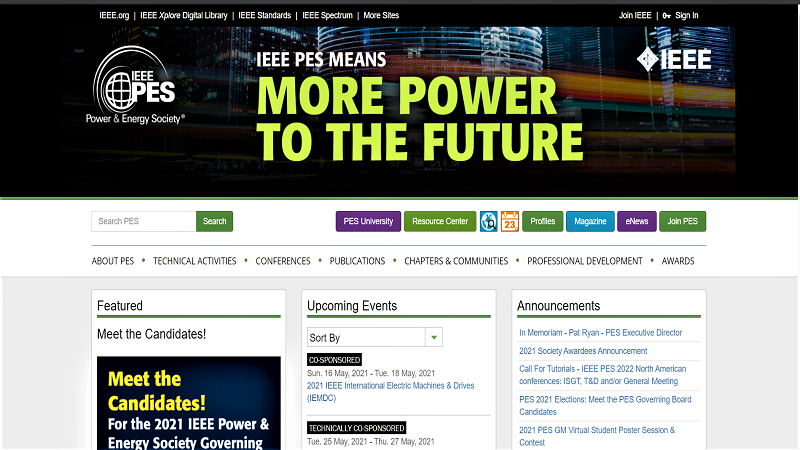 IEEE.org | IEEE Xplore Digital Library | IEEE Standards | IEEE Spectrum | More Sites
Join IEEE | Sign In
IEEE PES
Power & Energy Society®
IEEE PES MEANS
MORE POWER
TO THE FUTURE
IEEE
Search PES
Search
PES University
Resource Center
23
Profiles
Magazine
eNews
Join PES
ABOUT PES • TECHNICAL ACTIVITIES • CONFERENCES • PUBLICATIONS • CHAPTERS & COMMUNITIES • PROFESSIONAL DEVELOPMENT • AWARDS
Featured
Meet the Candidates!
Meet the
Candidates!
For the 2021 IEEE Power &
Energy Society Governing
Upcoming Events
Sort By
CO-SPONSORED
Sun. 16 May, 2021 - Tue. 18 May, 2021
2021 IEEE International Electric Machines & Drives
(IEMDC)
TECHNICALLY CO-SPONSORED
Tue. 25 May, 2021 - Thu. 27 May, 2021
Announcements
In Memoriam - Pat Ryan - PES Executive Director
2021 Society Awardees Announcement
Call For Tutorials - IEEE PES 2022 North American
conferences: ISGT, T&D and/or General Meeting
PES 2021 Elections: Meet the PES Governing Board
Candidates
2021 PES GM Virtual Student Poster Session &
Contest